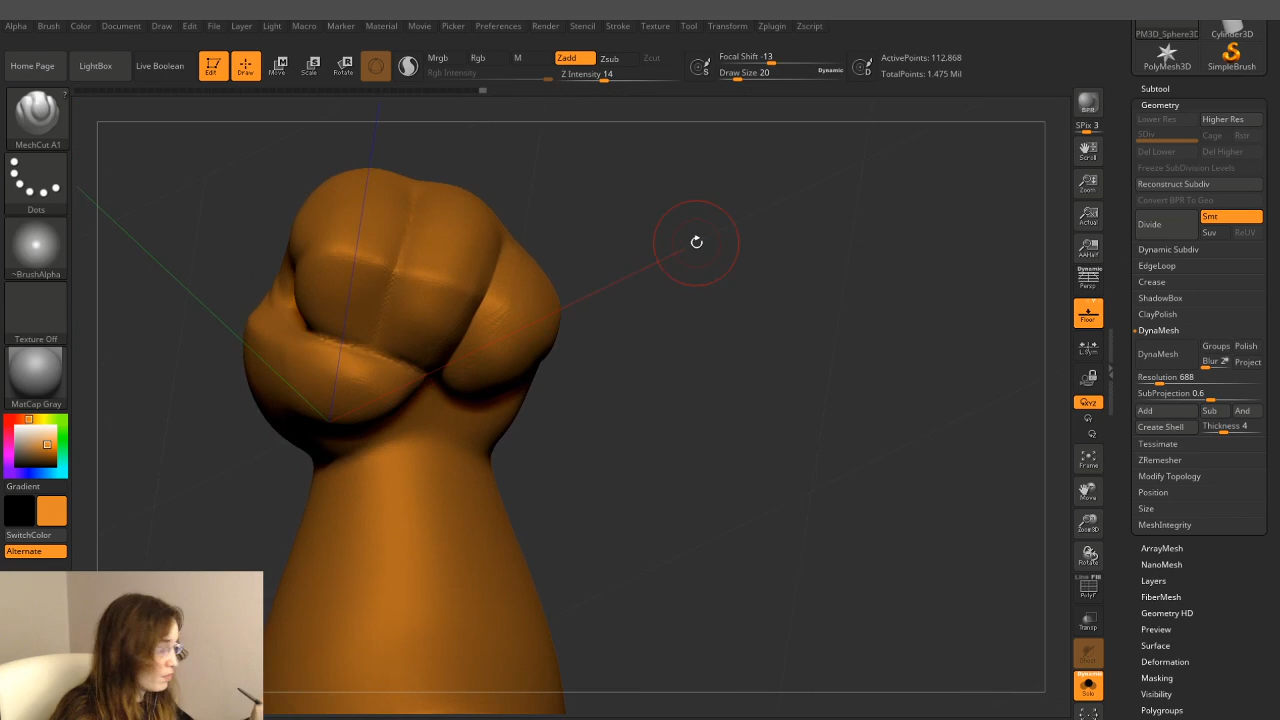 Alpha Brush Color Document Draw Edit File Layer Light Macro Marker Material Movie Picker Preferences Render Stencil Stroke Texture Tool Transform Zplugin Zscript
PM3D_Sphere3D Cylinder3D
PolyMesh3D SimpleBrush
Home Page LightBox Live Boolean Edit Draw Move Scale Rotate
Mrgb Rgb M Zadd Zsub Zcut
Rgb Intensity Z Intensity 14
Focal Shift -13
Draw Size 20 Dynamic
S
D
ActivePoints: 112.868
TotalPoints: 1.475 Mil
MechCut A1
Dots
~BrushAlpha
Texture Off
MatCap Gray
Gradient
SwitchColor
Alternate
BPR
SPix 3
Scroll
Zoom
Actual
AAHalf
Dynamic
Persp
Floor
L.Sym
XYZ
Frame
Move
Zoom3D
Rotate
Line Fill
PolyF
Transp
Ghost
Dynamic
Solo
Subtool
Geometry
Lower Res Higher Res
SDiv Cage Rstr
Del Lower Del Higher
Freeze SubDivision Levels
Reconstruct Subdiv
Convert BPR To Geo
Divide Smt
Suv ReUV
Dynamic Subdiv
EdgeLoop
Crease
ShadowBox
ClayPolish
DynaMesh
DynaMesh Groups Polish
Blur 2 Project
Resolution 688
SubProjection 0.6
Add Sub And
Create Shell Thickness 4
Tessimate
ZRemesher
Modify Topology
Position
Size
MeshIntegrity
ArrayMesh
NanoMesh
Layers
FiberMesh
Geometry HD
Preview
Surface
Deformation
Masking
Visibility
Polygroups